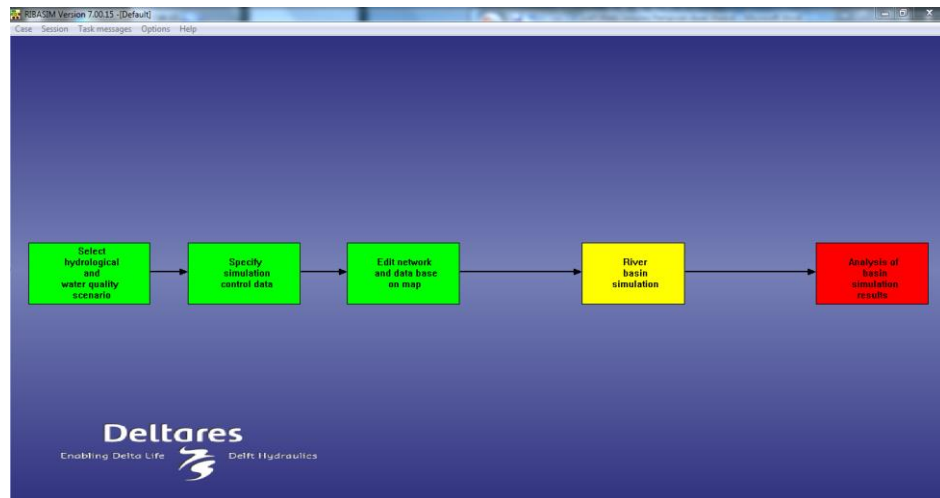 RIBASIM Version 7.00.15 -[Default]
Case Session Task messages Options Help
Select
hydrological
and
water quality
scenario
Specify
simulation
control data
Edit network
and data base
on map
River
basin
simulation
Analysis of
basin
simulation
results
Deltares
Enabling Delta Life Delft Hydraulics